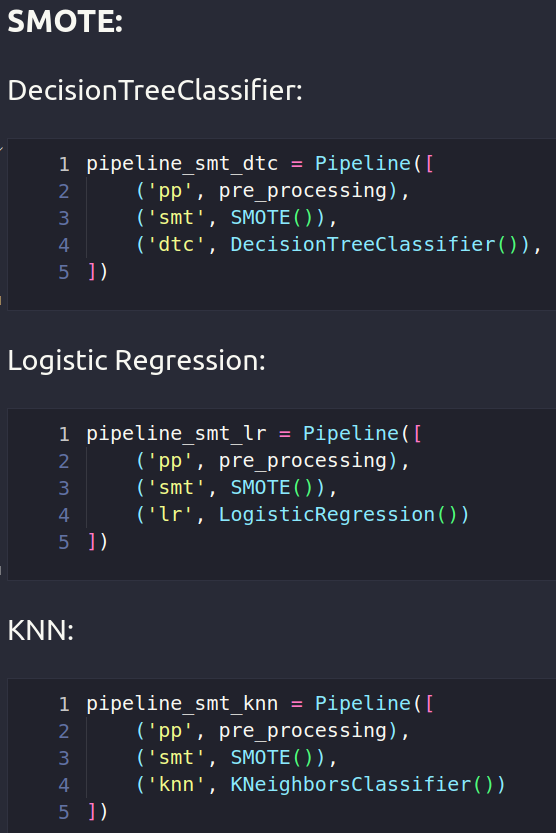 SMOTE:
DecisionTreeClassifier:
1 pipeline_smt_dtc = Pipeline([
2     ('pp', pre_processing),
3     ('smt', SMOTE()),
4     ('dtc', DecisionTreeClassifier()),
5 ])
Logistic Regression:
1 pipeline_smt_lr = Pipeline([
2     ('pp', pre_processing),
3     ('smt', SMOTE()),
4     ('lr', LogisticRegression())
5 ])
KNN:
1 pipeline_smt_knn = Pipeline([
2     ('pp', pre_processing),
3     ('smt', SMOTE()),
4     ('knn', KNeighborsClassifier())
5 ])